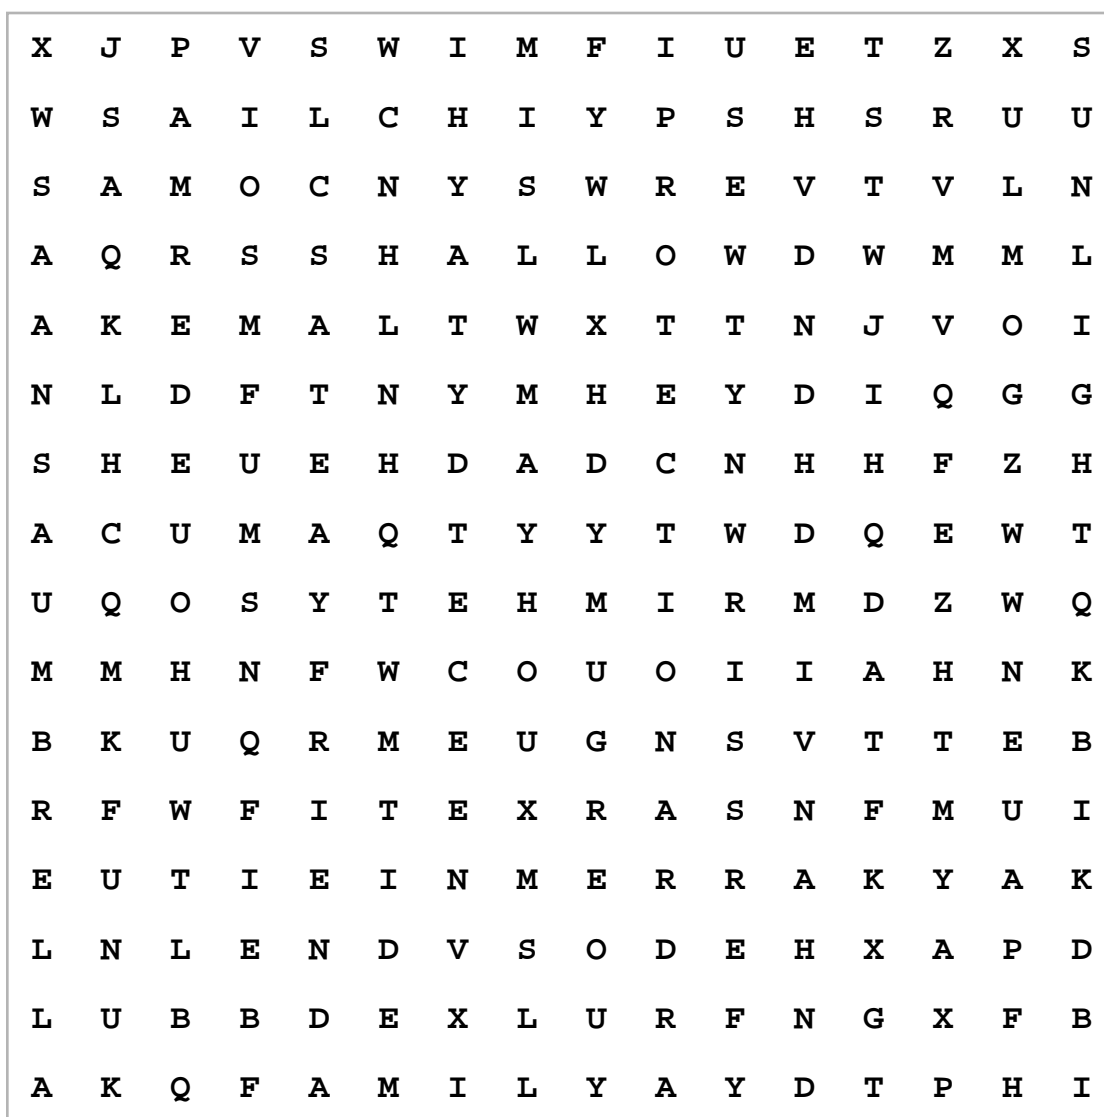 X J P V S W I M F I U E T Z X S
W S A I L C H I Y P S H S R U U
S A M O C N Y S W R E V T V L N
A Q R S S H A L L O W D W M M L
A K E M A L T W X T T N J V O I
N L D F T N Y M H E Y D I Q G G
S H E U E H D A D C N H H F Z H
A C U M A Q T Y Y T W D Q E W T
U Q O S Y T E H M I R M D Z W Q
M M H N F W C O U O I I A H N K
B K U Q R M E U G N S V T T E B
R F W F I T E X R A S N F M U I
E U T I E I N M E R R A K Y A K
L N L E N D V S O D E H X A P D
L U B B D E X L U R F N G X F B
A K Q F A M I L Y A Y D T P H I